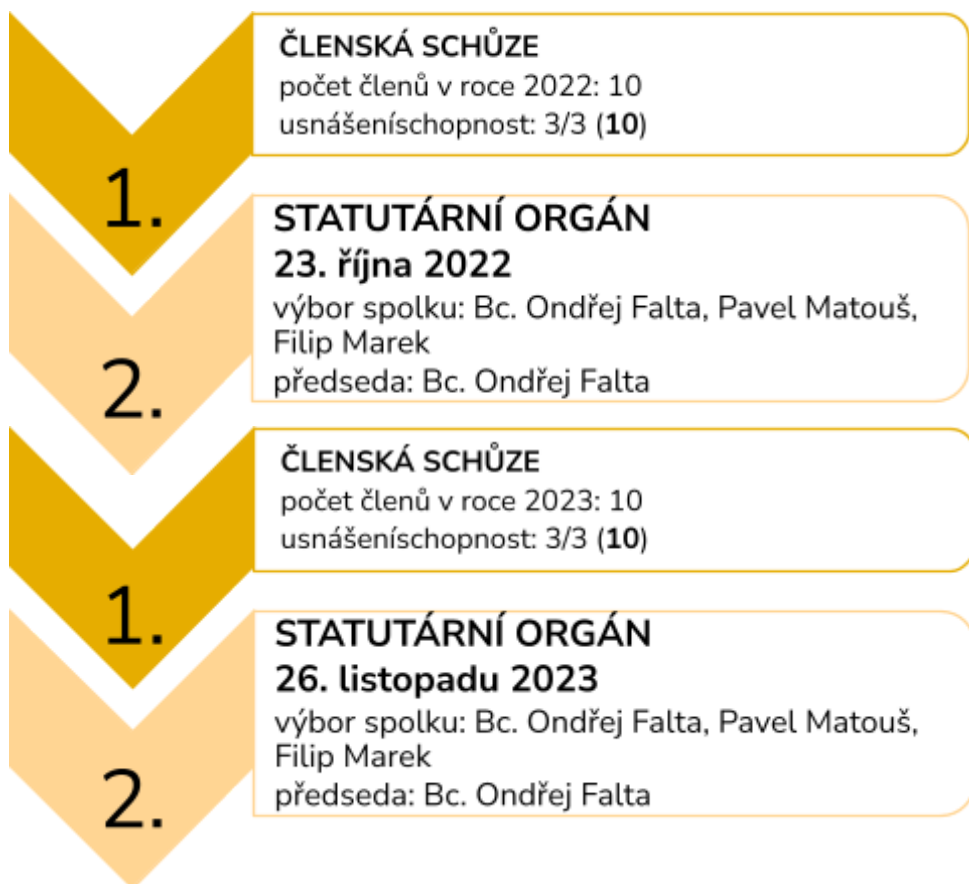 ČLENSKÁ SCHŮZE
počet členů v roce 2022: 10
usnášeníschopnost: 3/3 (10)
1.
STATUTÁRNÍ ORGÁN
23. října 2022
výbor spolku: Bc. Ondřej Falta, Pavel Matouš,
Filip Marek
předseda: Bc. Ondřej Falta
2.
ČLENSKÁ SCHŮZE
počet členů v roce 2023: 10
usnášeníschopnost: 3/3 (10)
1.
STATUTÁRNÍ ORGÁN
26. listopadu 2023
výbor spolku: Bc. Ondřej Falta, Pavel Matouš,
Filip Marek
předseda: Bc. Ondřej Falta
2.